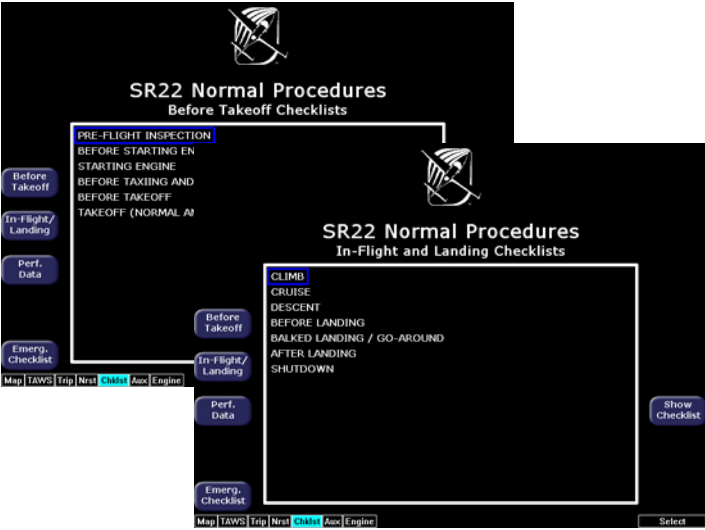 SR22 Normal Procedures
Before Takeoff Checklists
PRE-FLIGHT INSPECTION
BEFORE STARTING EN
STARTING ENGINE
BEFORE TAXIING AND
BEFORE TAKEOFF
TAKEOFF (NORMAL A
Before
Takeoff
In-Flight/
Landing
Perf.
Data
Emerg.
Checklist
Map TAWS Trip Nrst Chklst Aux Engine
SR22 Normal Procedures
In-Flight and Landing Checklists
CLIMB
CRUISE
DESCENT
BEFORE LANDING
BALKED LANDING / GO-AROUND
AFTER LANDING
SHUTDOWN
Before
Takeoff
In-Flight/
Landing
Perf.
Data
Emerg.
Checklist
Show
Checklist
Map TAWS Trip Nrst Chklst Aux Engine
Select